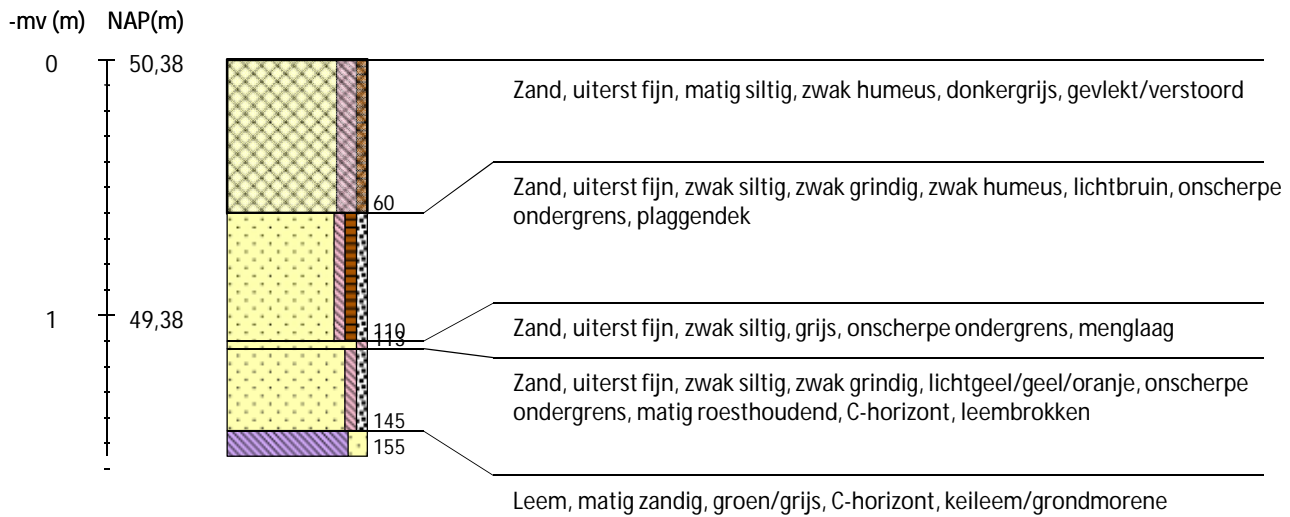 -mv (m) NAP(m)
0 50,38
Zand, uiterst fijn, matig siltig, zwak humeus, donkergrijs, gevlekt/verstoord
60
Zand, uiterst fijn, zwak siltig, zwak grindig, zwak humeus, lichtbruin, onscherpe
ondergrens, plaggendek
1 49,38
110
113
Zand, uiterst fijn, zwak siltig, grijs, onscherpe ondergrens, menglaag
Zand, uiterst fijn, zwak siltig, zwak grindig, lichtgeel/geel/oranje, onscherpe
ondergrens, matig roesthoudend, C-horizont, leembrokken
145
155
Leem, matig zandig, groen/grijs, C-horizont, keileem/grondmorene